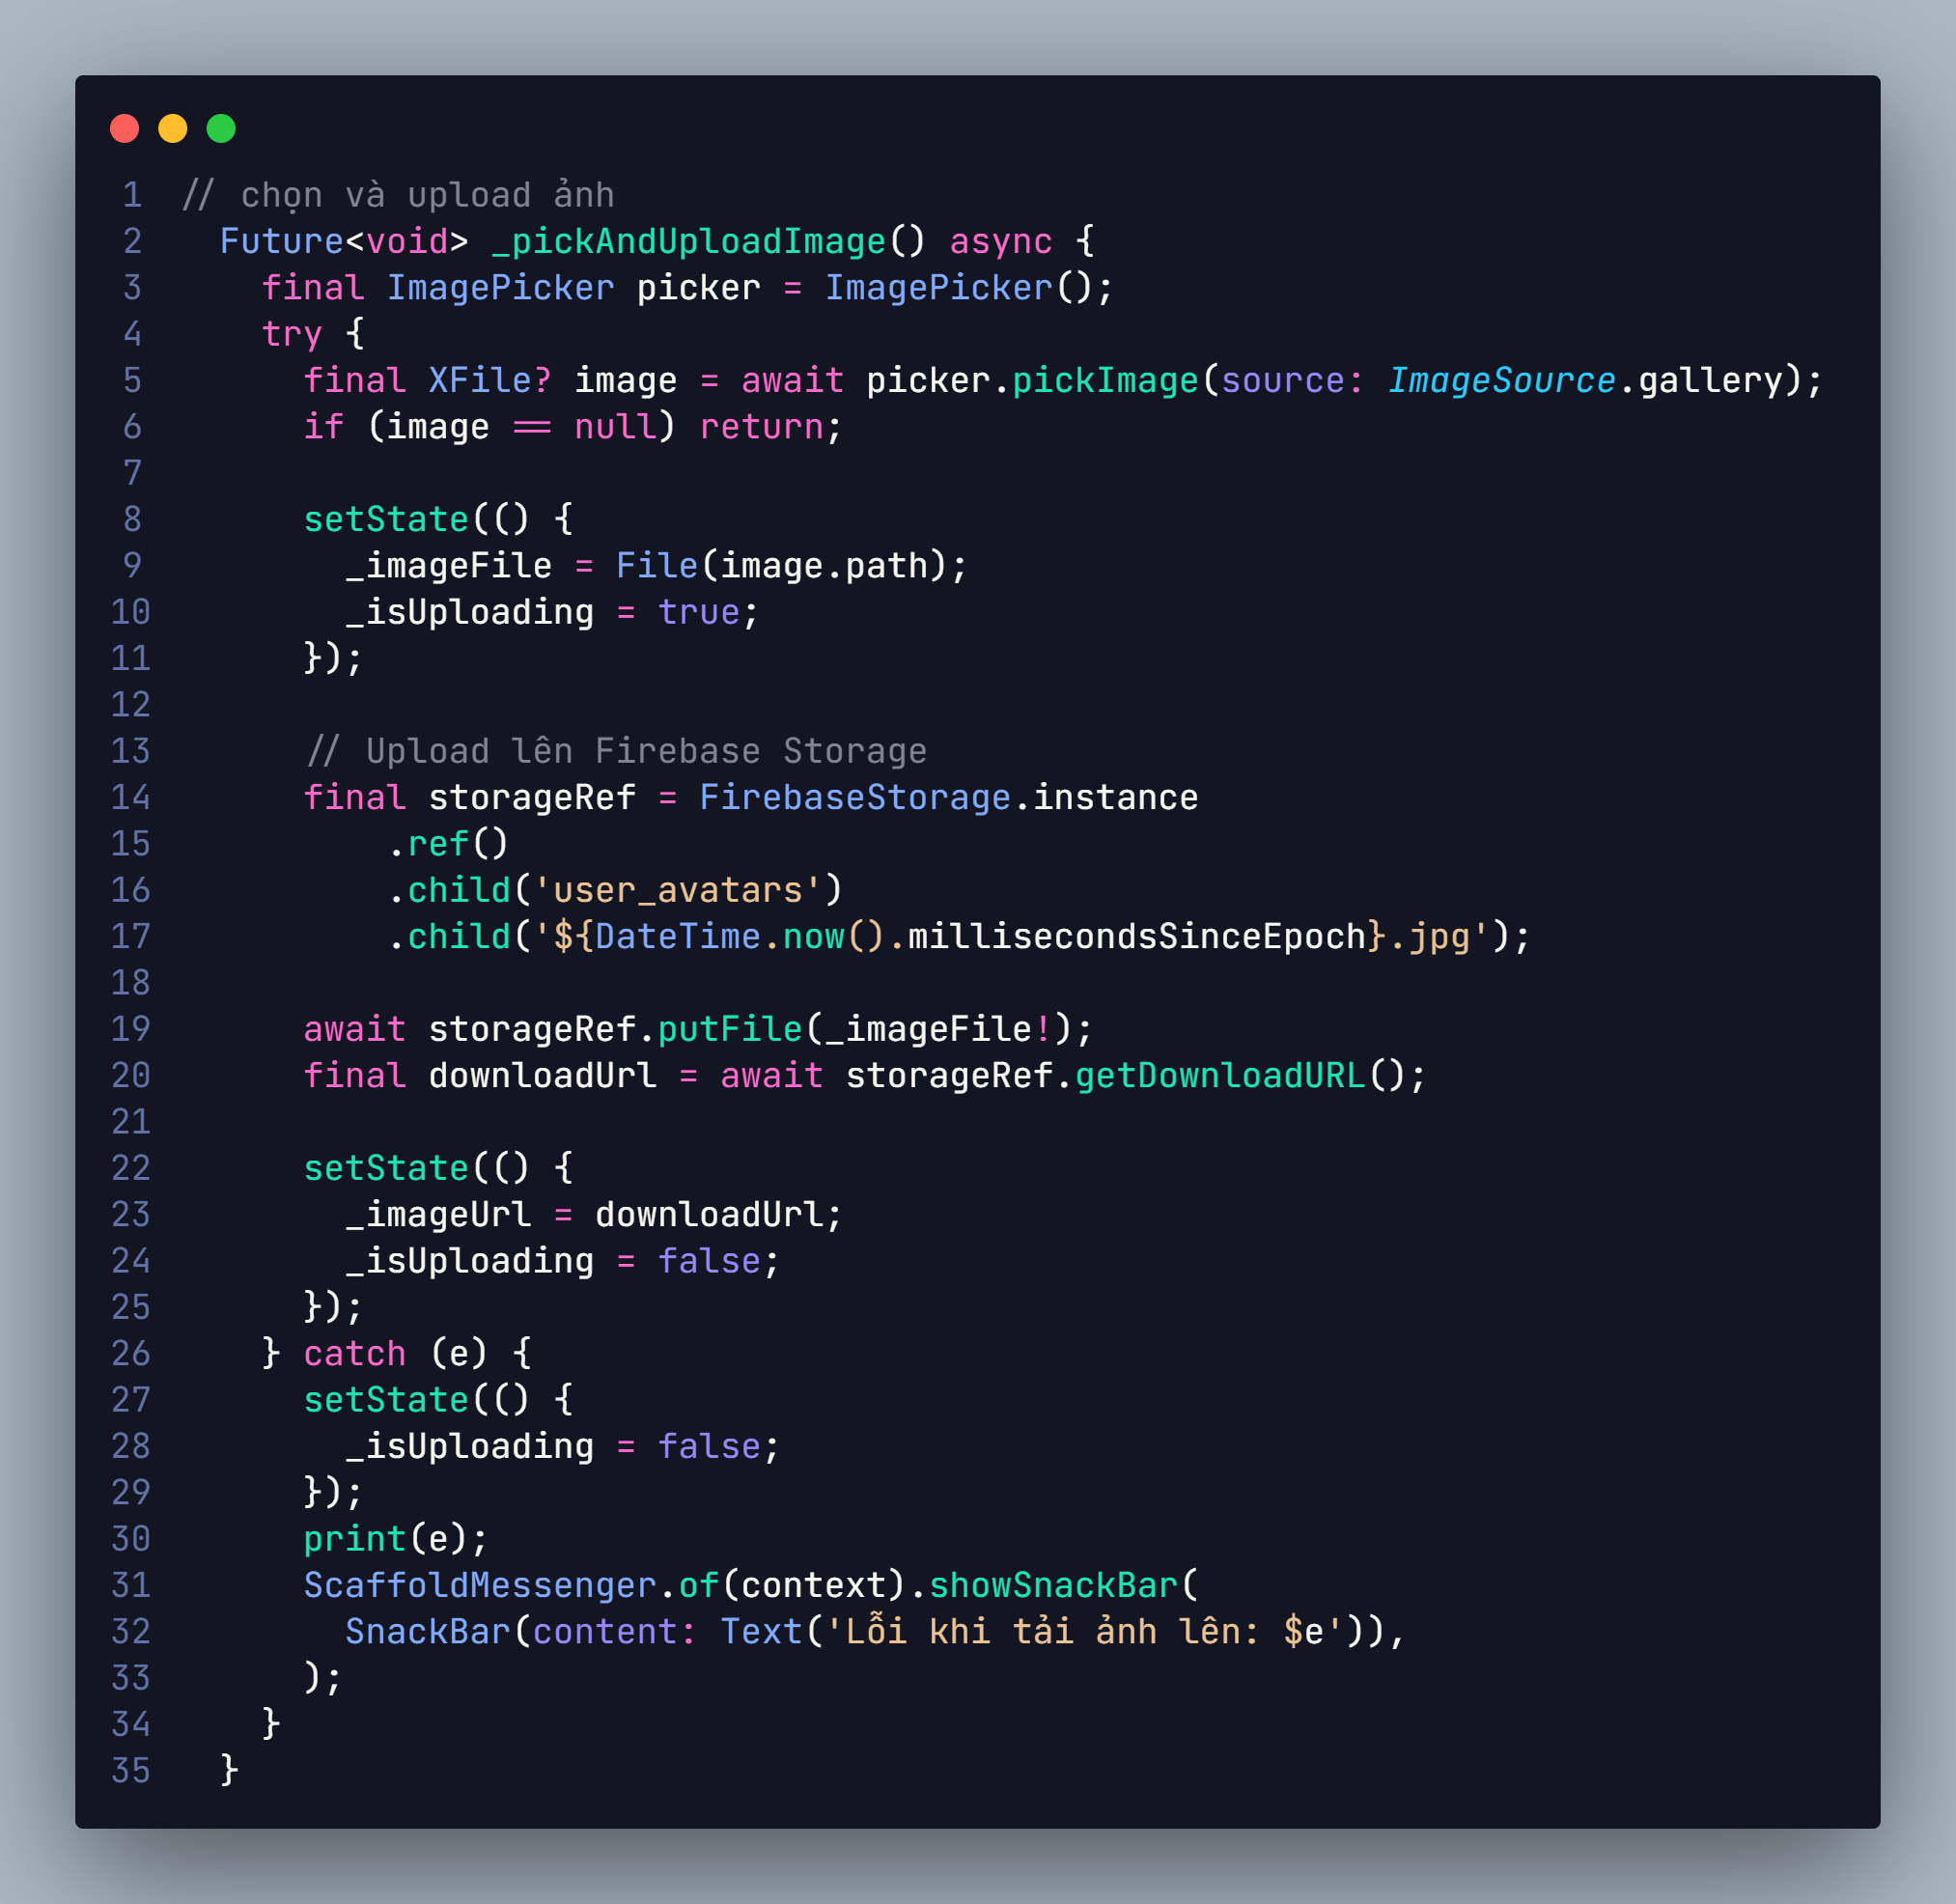 1 // chọn và upload ảnh
2   Future<void> _pickAndUploadImage() async {
3     final ImagePicker picker = ImagePicker();
4     try {
5       final XFile? image = await picker.pickImage(source: ImageSource.gallery);
6       if (image == null) return;
7
8       setState(() {
9         _imageFile = File(image.path);
10         _isUploading = true;
11       });
12
13       // Upload lên Firebase Storage
14       final storageRef = FirebaseStorage.instance
15           .ref()
16           .child('user_avatars')
17           .child('${DateTime.now().millisecondsSinceEpoch}.jpg');
18
19       await storageRef.putFile(_imageFile!);
20       final downloadUrl = await storageRef.getDownloadURL();
21
22       setState(() {
23         _imageUrl = downloadUrl;
24         _isUploading = false;
25       });
26     } catch (e) {
27       setState(() {
28         _isUploading = false;
29       });
30       print(e);
31       ScaffoldMessenger.of(context).showSnackBar(
32         SnackBar(content: Text('Lỗi khi tải ảnh lên: $e')),
33       );
34     }
35   }